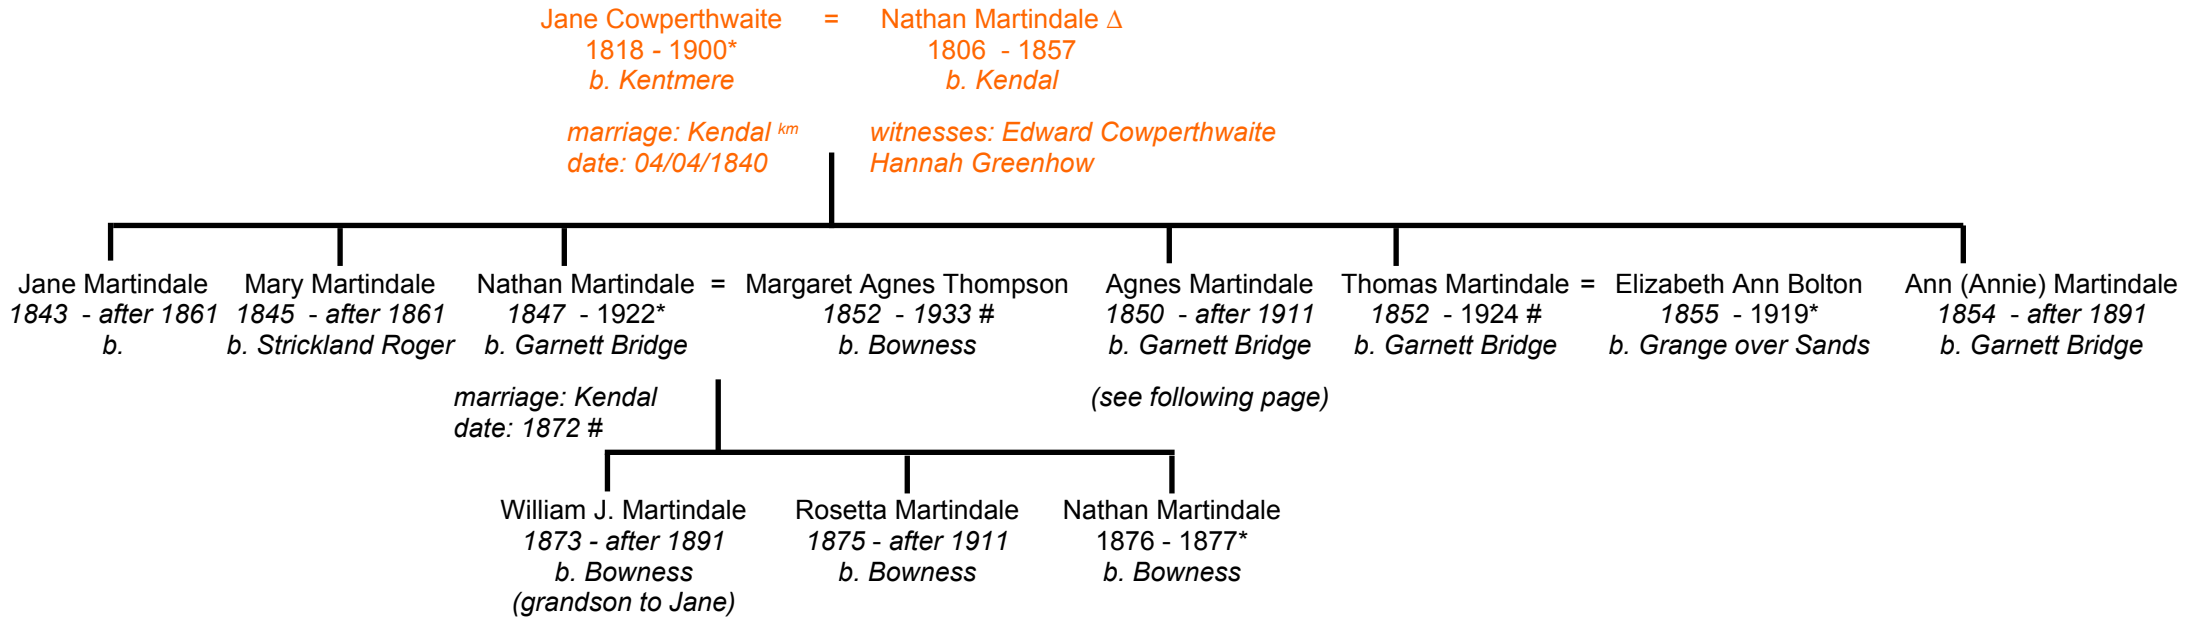 Jane Cowperthwaite = Nathan Martindale Δ
1818 - 1900* 1806 - 1857
b. Kentmere b. Kendal
marriage: Kendal km witnesses: Edward Cowperthwaite
date: 04/04/1840 Hannah Greenhow
Jane Martindale Mary Martindale Nathan Martindale = Margaret Agnes Thompson Agnes Martindale Thomas Martindale = Elizabeth Ann Bolton Ann (Annie) Martindale
1843 - after 1861 1845 - after 1861 1847 - 1922* 1852 - 1933 # 1850 - after 1911 1852 - 1924 # 1855 - 1919* 1854 - after 1891
b. b. Strickland Roger b. Garnett Bridge b. Bowness b. Garnett Bridge b. Garnett Bridge b. Grange over Sands b. Garnett Bridge
marriage: Kendal (see following page)
date: 1872 #
William J. Martindale Rosetta Martindale Nathan Martindale
1873 - after 1891 1875 - after 1911 1876 - 1877*
b. Bowness b. Bowness b. Bowness
(grandson to Jane)